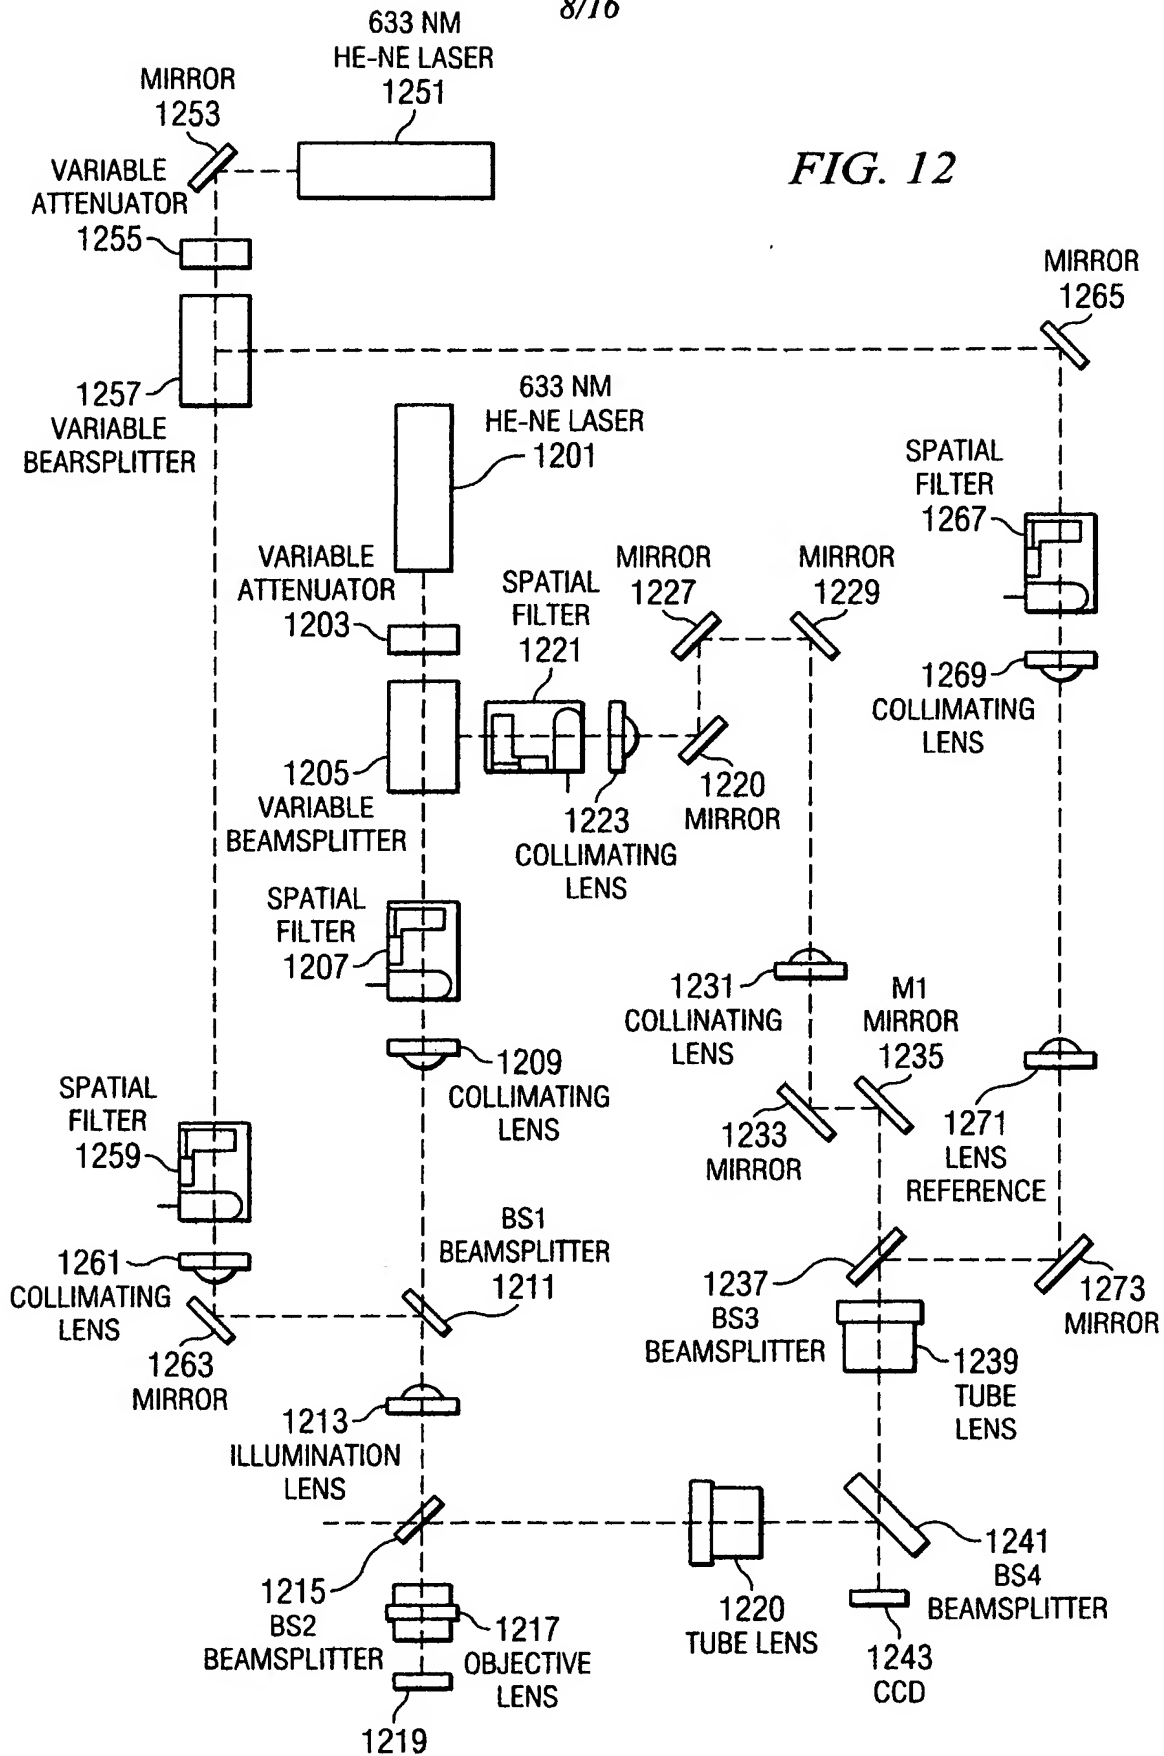 8/16
633 NM
HE-NE LASER
1251
MIRROR
1253
FIG. 12
VARIABLE
ATTENUATOR
1255
MIRROR
1265
1257
VARIABLE
BEARSPLITTER
633 NM
HE-NE LASER
1201
SPATIAL
FILTER
1267
VARIABLE
ATTENUATOR
1203
SPATIAL
FILTER
1221
MIRROR
1227
MIRROR
1229
1269
COLLIMATING
LENS
1205
VARIABLE
BEAMSPLITTER
1223
COLLIMATING
LENS
1220
MIRROR
SPATIAL
FILTER
1207
1231
COLLINATING
LENS
M1
MIRROR
1235
1209
COLLIMATING
LENS
SPATIAL
FILTER
1259
1233
MIRROR
1271
LENS
REFERENCE
BS1
BEAMSPLITTER
1211
1261
COLLIMATING
LENS
1237
BS3
BEAMSPLITTER
1273
MIRROR
1263
MIRROR
1239
TUBE
LENS
1213
ILLUMINATION
LENS
1215
BS2
BEAMSPLITTER
1217
OBJECTIVE
LENS
1220
TUBE LENS
1241
BS4
BEAMSPLITTER
1243
CCD
1219